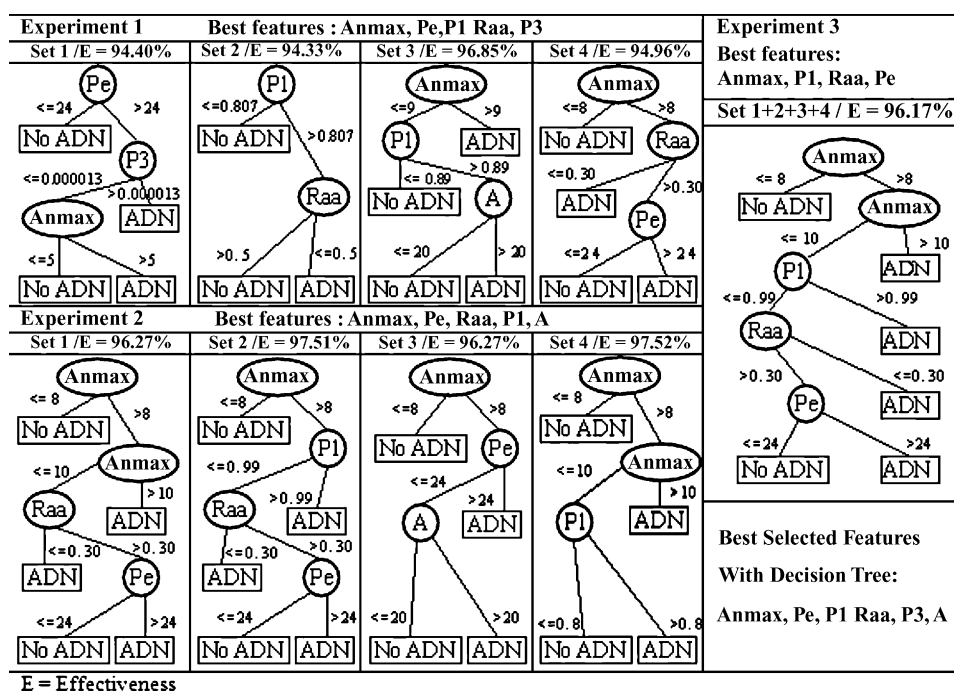 Experiment 1
Best features : Anmax, Pe,P1 Raa, P3
Set 1 /E = 94.40%
Pe
<=24
>24
No ADN
P3
<=0.000013
>0.000013
Anmax
ADN
<=5
>5
No ADN
ADN
Set 2 /E = 94.33%
P1
<=0.807
>0.807
No ADN
Raa
>0.5
<=0.5
No ADN
ADN
Set 3 /E = 96.85%
Anmax
<=9
>9
P1
ADN
<= 0.89
> 0.89
No ADN
A
<= 20
> 20
No ADN
ADN
Set 4 /E = 94.96%
Anmax
<=8
>8
No ADN
Raa
<=0.30
>0.30
ADN
Pe
<=24
> 24
No ADN
No ADN
Experiment 2
Best features : Anmax, Pe, Raa, P1, A
Set 1 /E = 96.27%
Anmax
<= 8
>8
No ADN
Anmax
<=10
>10
Raa
ADN
<=0.30
>0.30
ADN
Pe
<=24
>24
No ADN
ADN
Set 2 /E = 97.51%
Anmax
<=8
>8
No ADN
P1
<=0.99
>0.99
Raa
ADN
<=0.30
>0.30
ADN
Pe
<=24
>24
No ADN
ADN
Set 3 /E = 96.27%
Anmax
<=8
>8
No ADN
Pe
<=24
>24
A
ADN
<=20
>20
No ADN
ADN
Set 4 /E = 97.52%
Anmax
<= 8
>8
No ADN
Anmax
<=10
>10
P1
ADN
<=0.8
>0.8
No ADN
ADN
E = Effectiveness
Experiment 3
Best features:
Anmax, P1, Raa, Pe
Set 1+2+3+4 / E = 96.17%
Anmax
<= 8
>8
No ADN
Anmax
<= 10
> 10
P1
ADN
<=0.99
>0.99
Raa
ADN
>0.30
<=0.30
Pe
ADN
<=24
>24
No ADN
ADN
Best Selected Features
With Decision Tree:
Anmax, Pe, P1 Raa, P3, A